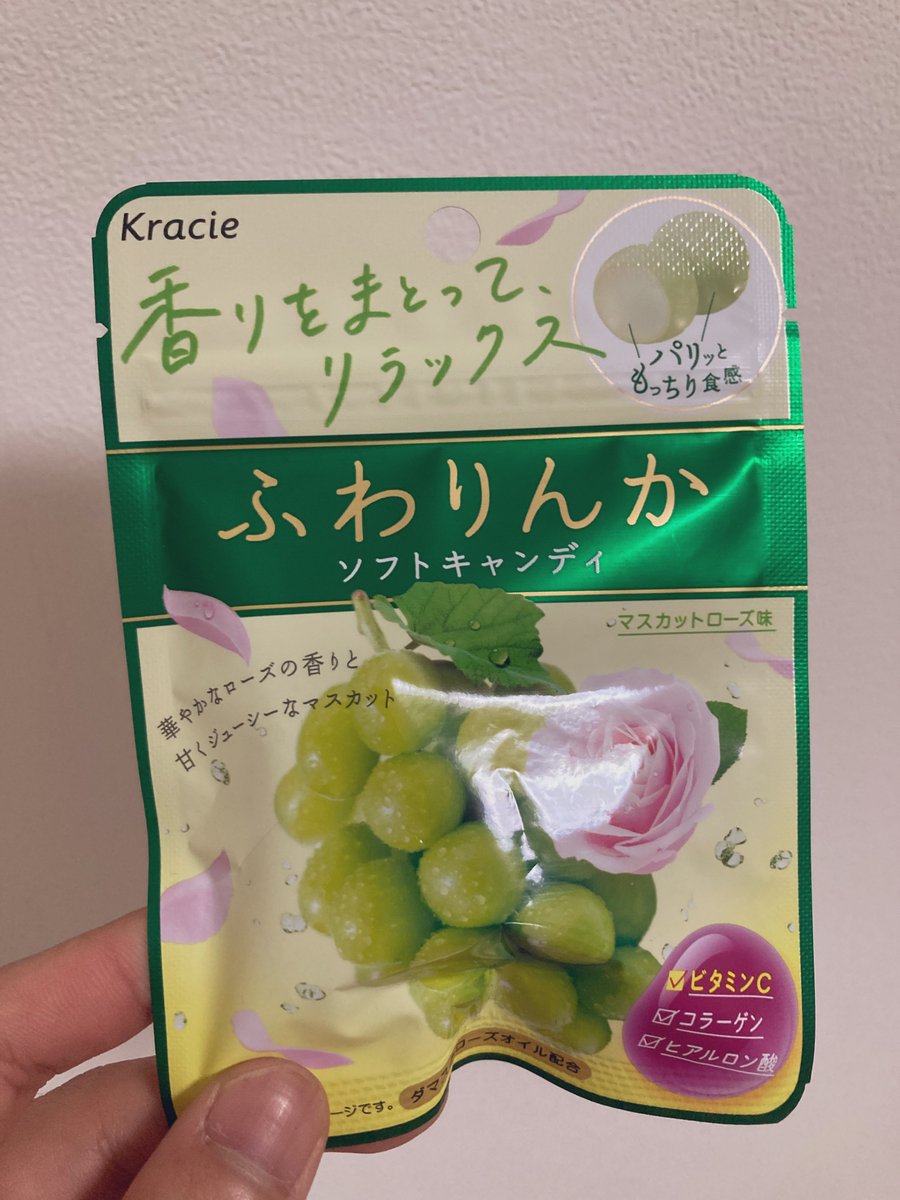 Kracie
香りをまとって、
リラックス
パリッと
もっちり食感
ふわりんか
ソフトキャンディ
マスカットローズ味
華やかなローズの香りと
甘くジューシーなマスカット
ビタミンC
コラーゲン
ヒアルロン酸
ローズオイル配合
ージです。